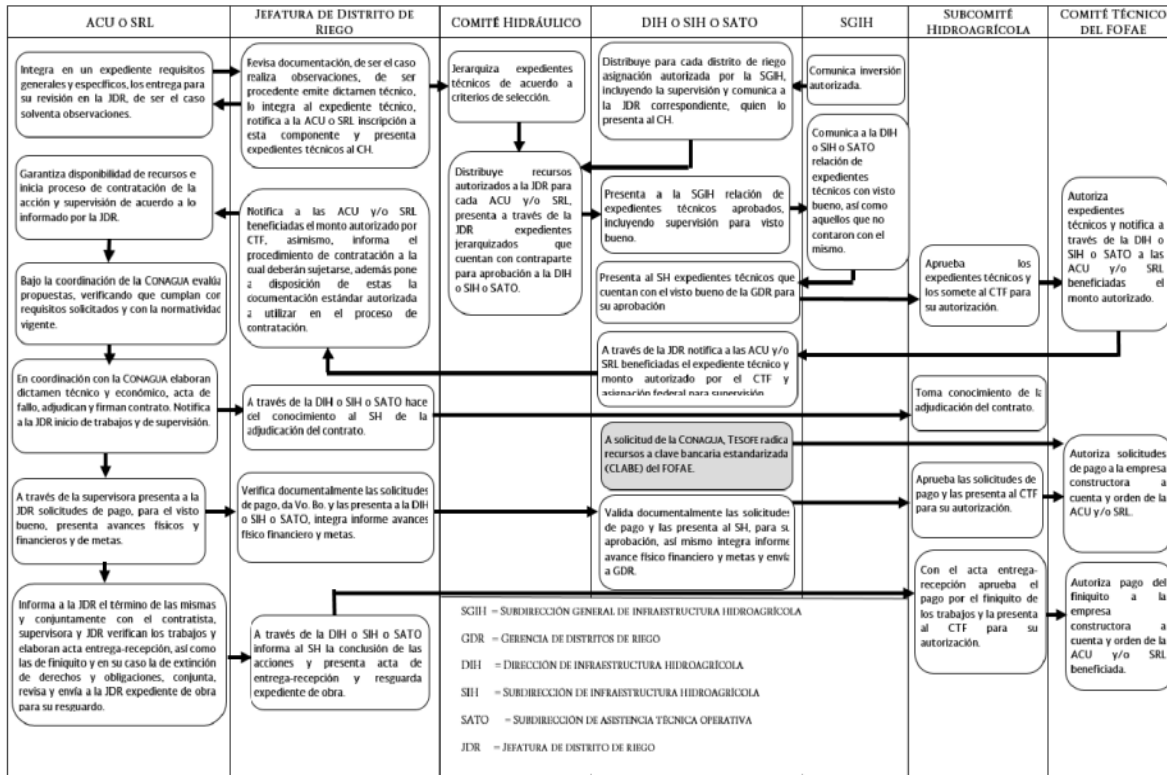 ACU O SRL
JEFATURA DE DISTRITO DE
RIEGO
COMITÉ HIDRÁULICO
DIH O SIH O SATO
SGIH
SUBCOMITÉ
HIDROAGRÍCOLA
COMITÉ TÉCNICO
DEL FOFAE
Integra en un expediente requisitos
generales y específicos, los entrega para
su revisión en la JDR, de ser el caso
solventa observaciones.
Revisa documentación, de ser el caso
realiza observaciones, de ser
procedente emite dictamen técnico,
lo integra al expediente técnico,
notifica a la ACU o SRL inscripción a
esta componente y presenta
expedientes técnicos al CH.
Jerarquiza expedientes
técnicos de acuerdo a
criterios de selección.
Distribuye para cada distrito de riego
asignación autorizada por la SGIH,
incluyendo la supervisión y comunica a
la JDR correspondiente, quien lo
presenta al CH.
Comunica inversión
autorizada.
Garantiza disponibilidad de recursos e
inicia proceso de contratación de la
acción y supervisión de acuerdo a lo
informado por la JDR.
Notifica a las ACU y/o SRL
beneficiadas el monto autorizado por
CTF, asimismo, informa el
procedimiento de contratación a la
cual deberán sujetarse, además pone
a disposición de estas la
documentación estándar autorizada
a utilizar en el proceso de
contratación.
Distribuye recursos
autorizados a la JDR para
cada ACU y/o SRL,
presenta a través de la
JDR expedientes
jerarquizados que
cuentan con contraparte
para aprobación a la DIH
o SIH o SATO.
Presenta a la SGIH relación de
expedientes técnicos aprobados,
incluyendo supervisión para visto
bueno.
Comunica a la DIH
o SIH o SATO
relación de
expedientes
técnicos con visto
bueno, así como
aquellos que no
contaron con el
mismo.
Presenta al SH expedientes técnicos que
cuentan con el visto bueno de la GDR para
su aprobación
Aprueba los
expedientes técnicos y
los somete al CTF para
su autorización.
Autoriza
expedientes
técnicos y notifica a
través de la DIH o
SIH o SATO a las
ACU y/o SRL
beneficiadas el
monto autorizado.
Bajo la coordinación de la CONAGUA evalúa
propuestas, verificando que cumplan con
requisitos solicitados y con la normatividad
vigente.
A través de la JDR notifica a las ACU y/o
SRL beneficiadas el expediente técnico y
monto autorizado por el CTF y
asignación federal para supervisión.
En coordinación con la CONAGUA elaboran
dictamen técnico y económico, acta de
fallo, adjudican y firman contrato. Notifica
a la JDR inicio de trabajos y de supervisión.
A través de la DIH o SIH o SATO hace
del conocimiento al SH de la
adjudicación del contrato.
Toma conocimiento de la
adjudicación del contrato.
A solicitud de la CONAGUA, TESOFE radica
recursos a clave bancaria estandarizada
(CLABE) del FOFAE.
A través de la supervisora presenta a la
JDR solicitudes de pago, para el visto
bueno, presenta avances físicos y
financieros y de metas.
Verifica documentalmente las solicitudes
de pago, da Vo. Bo. y las presenta a la DIH
o SIH o SATO, integra informe avances
físico financiero y metas.
Valida documentalmente las solicitudes
de pago y las presenta al SH, para su
aprobación, así mismo integra informe
avance físico financiero y metas y envía
a GDR.
Aprueba las solicitudes de
pago y las presenta al CTF
para su autorización.
Autoriza solicitudes
de pago a la empresa
constructora a
cuenta y orden de la
ACU y/o SRL.
Informa a la JDR el término de las mismas
y conjuntamente con el contratista,
supervisora y JDR verifican los trabajos y
elaboran acta entrega-recepción, así como
las de finiquito y en su caso la de extinción
de derechos y obligaciones, conjunta,
revisa y envía a la JDR expediente de obra
para su resguardo.
A través de la DIH o SIH o SATO
informa al SH la conclusión de las
acciones y presenta acta de
entrega-recepción y resguarda
expediente de obra.
Con el acta entrega-
recepción aprueba el
pago por el finiquito de
los trabajos y la presenta
al CTF para su
autorización.
Autoriza pago del
finiquito a la
empresa
constructora a
cuenta y orden de la
ACU y/o SRL
beneficiada.
SGIH = SUBDIRECCIÓN GENERAL DE INFRAESTRUCTURA HIDROAGRÍCOLA
GDR = GERENCIA DE DISTRITOS DE RIEGO
DIH = DIRECCIÓN DE INFRAESTRUCTURA HIDROAGRÍCOLA
SIH = SUBDIRECCIÓN DE INFRAESTRUCTURA HIDROAGRÍCOLA
SATO = SUBDIRECCIÓN DE ASISTENCIA TÉCNICA OPERATIVA
JDR = JEFATURA DE DISTRITO DE RIEGO